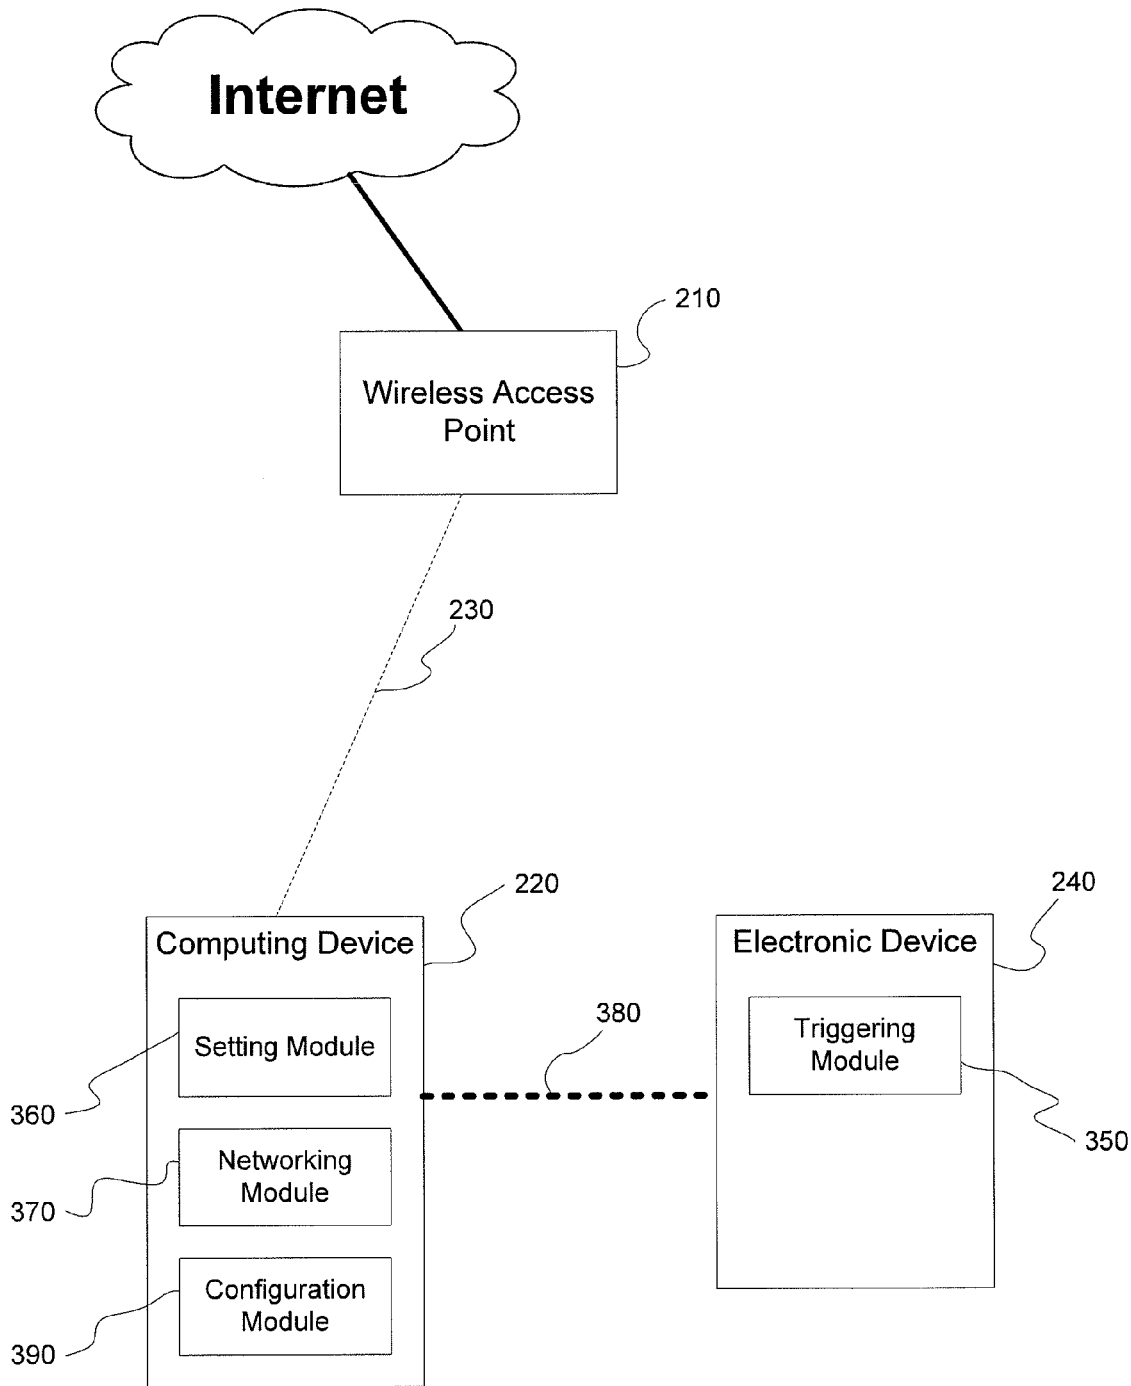 Internet
210
Wireless Access
Point
230
220
240
Computing Device
Electronic Device
380
Setting Module
Triggering
Module
360
350
Networking
Module
370
Configuration
Module
390